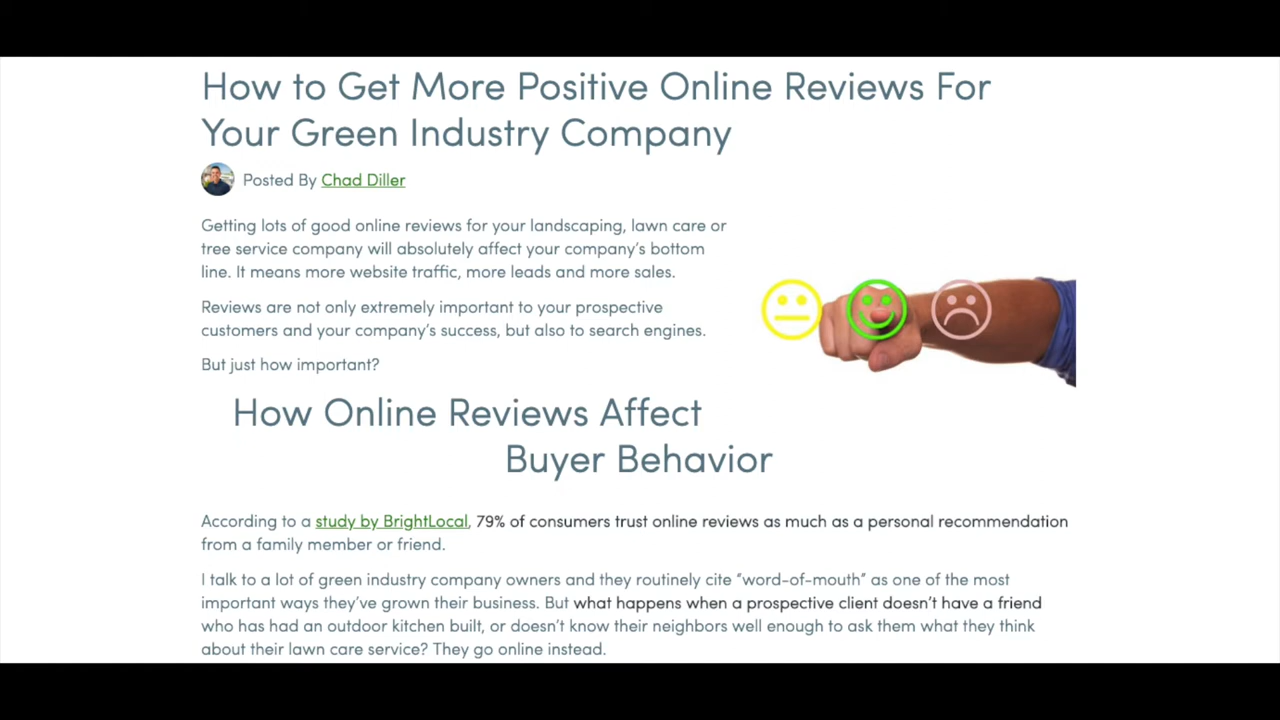 How to Get More Positive Online Reviews For
Your Green Industry Company
Posted By Chad Diller
Getting lots of good online reviews for your landscaping, lawn care or
tree service company will absolutely affect your company’s bottom
line. It means more website traffic, more leads and more sales.
Reviews are not only extremely important to your prospective
customers and your company’s success, but also to search engines.
But just how important?
How Online Reviews Affect
Buyer Behavior
According to a study by BrightLocal, 79% of consumers trust online reviews as much as a personal recommendation
from a family member or friend.
I talk to a lot of green industry company owners and they routinely cite “word-of-mouth” as one of the most
important ways they’ve grown their business. But what happens when a prospective client doesn’t have a friend
who has had an outdoor kitchen built, or doesn’t know their neighbors well enough to ask them what they think
about their lawn care service? They go online instead.